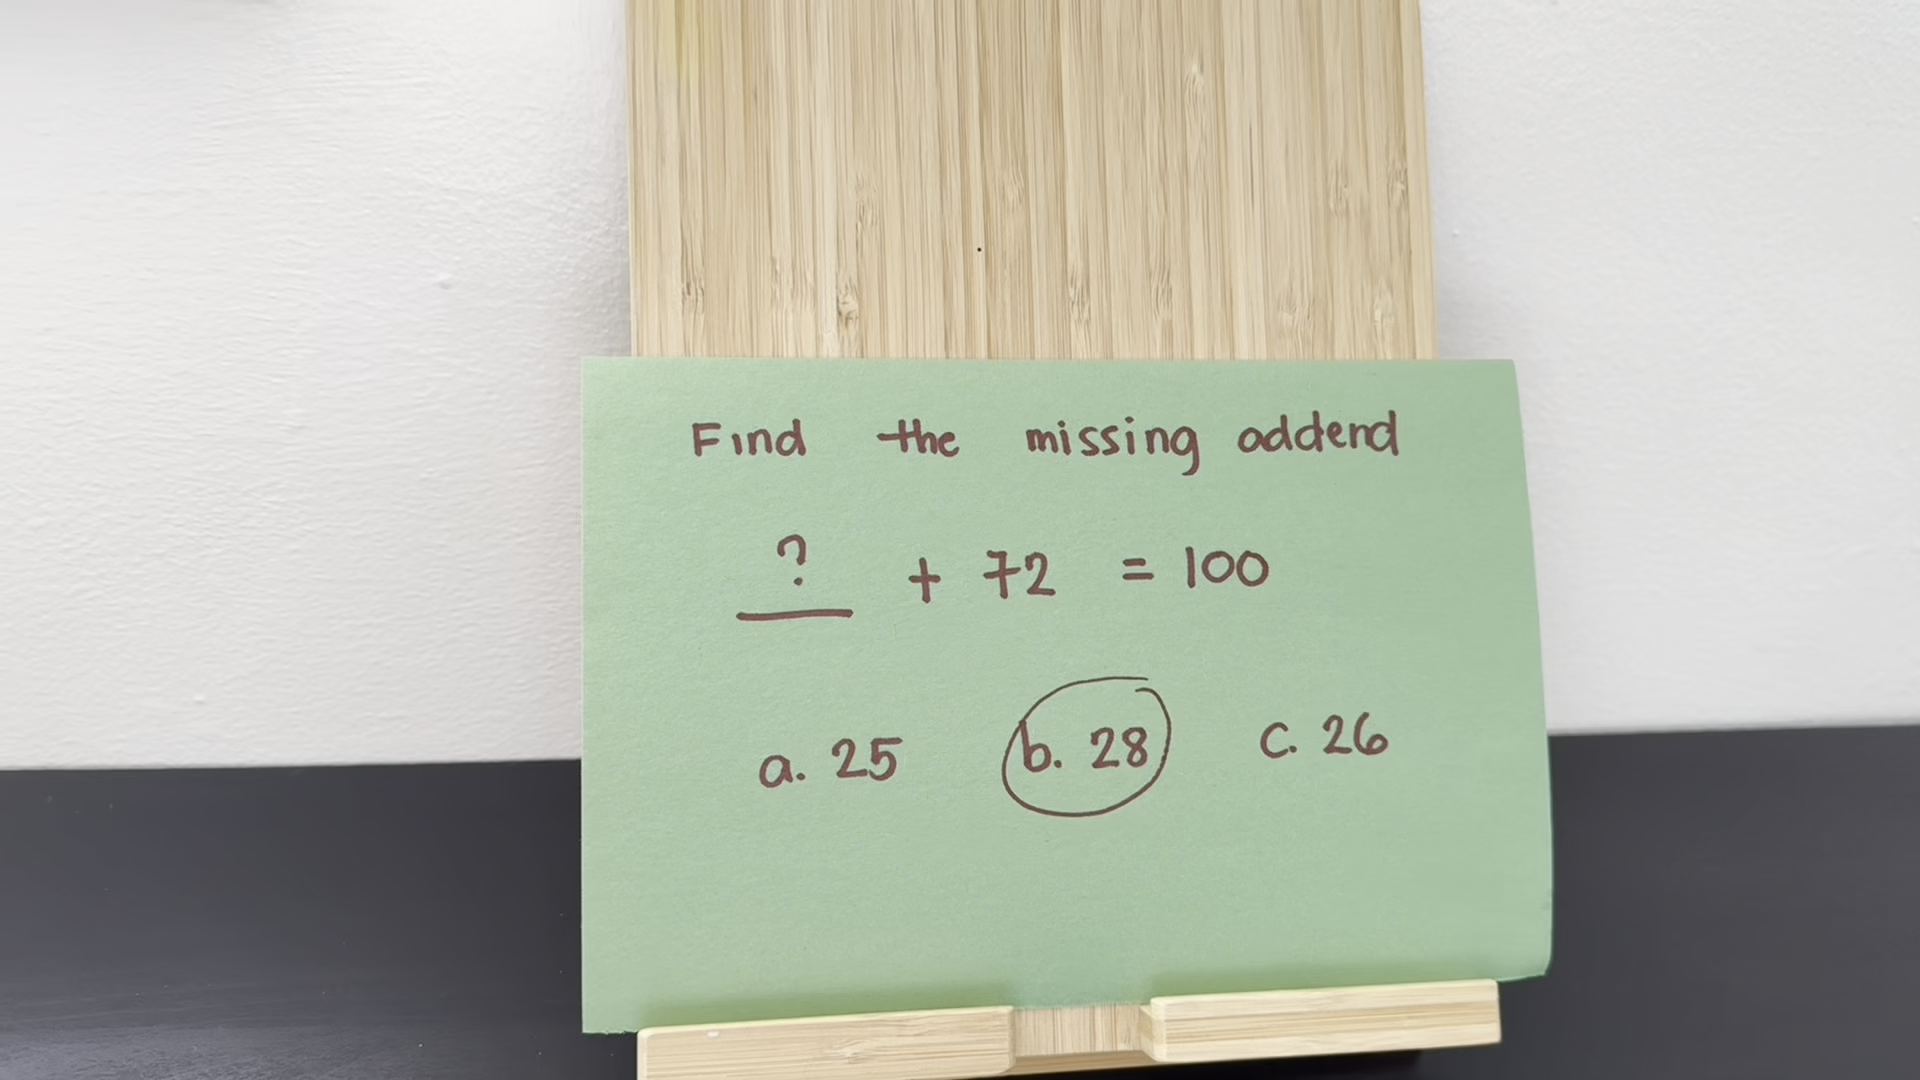 Find the missing addend
? + 72 = 100
a. 25 b. 28 c. 26